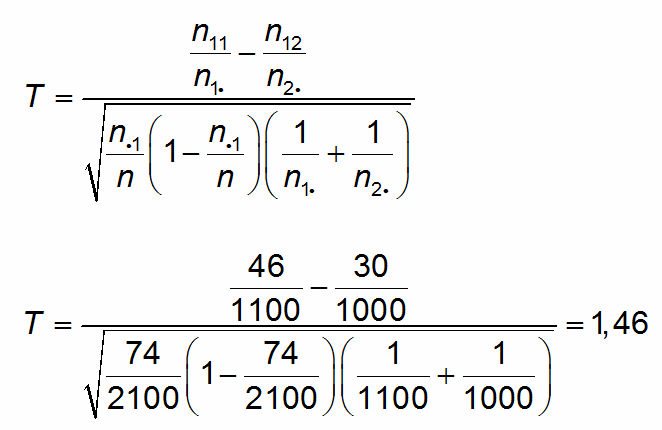 T = (n₁₁/n₁• − n₁₂/n₂•) / √(n•₁/n (1 − n•₁/n)(1/n₁• + 1/n₂•))
T = (46/1100 − 30/1000) / √(74/2100 (1 − 74/2100)(1/1100 + 1/1000)) = 1,46